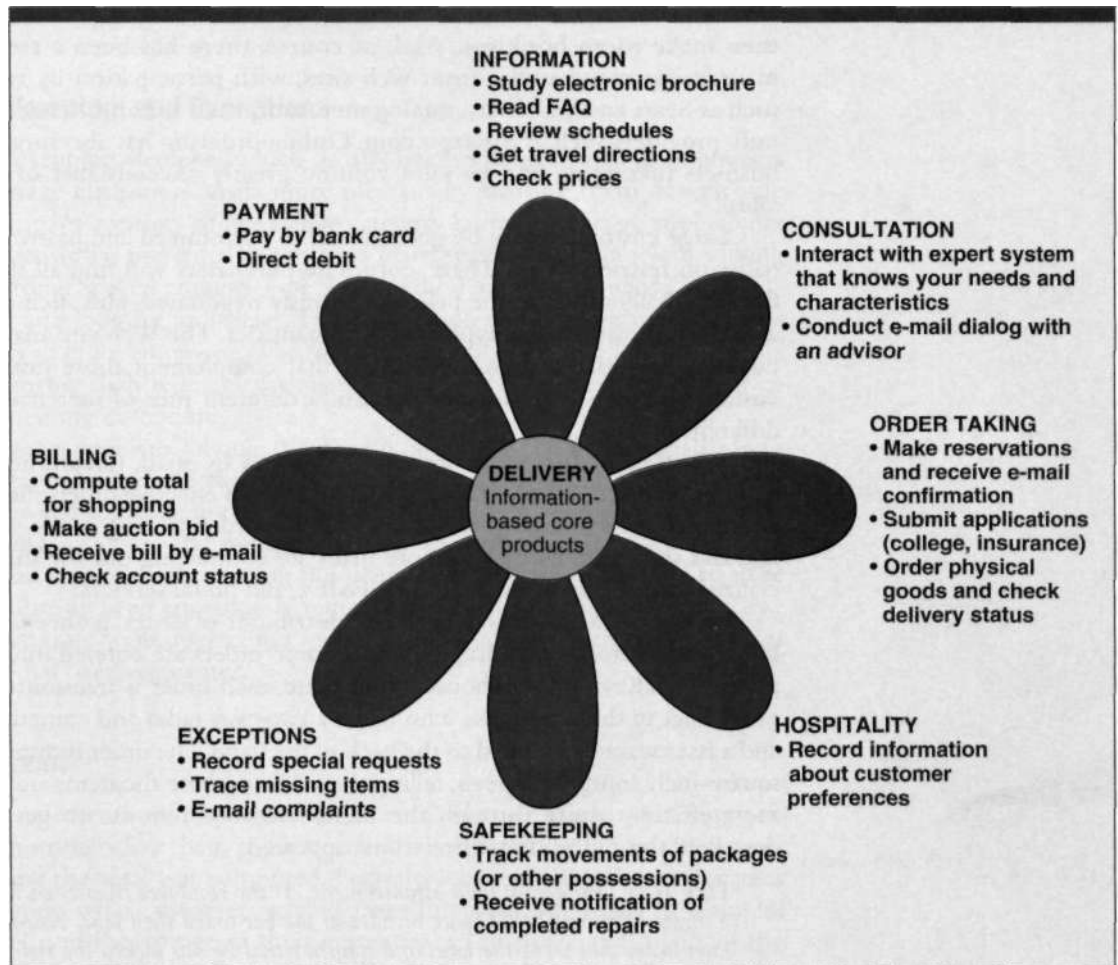 INFORMATION
• Study electronic brochure
• Read FAQ
• Review schedules
• Get travel directions
• Check prices
PAYMENT
• Pay by bank card
• Direct debit
CONSULTATION
• Interact with expert system
that knows your needs and
characteristics
• Conduct e-mail dialog with
an advisor
ORDER TAKING
• Make reservations
and receive e-mail
confirmation
• Submit applications
(college, insurance)
• Order physical
goods and check
delivery status
BILLING
• Compute total
for shopping
• Make auction bid
• Receive bill by e-mail
• Check account status
DELIVERY
Information-
based core
products
HOSPITALITY
• Record information
about customer
preferences
EXCEPTIONS
• Record special requests
• Trace missing items
• E-mail complaints
SAFEKEEPING
• Track movements of packages
(or other possessions)
• Receive notification of
completed repairs